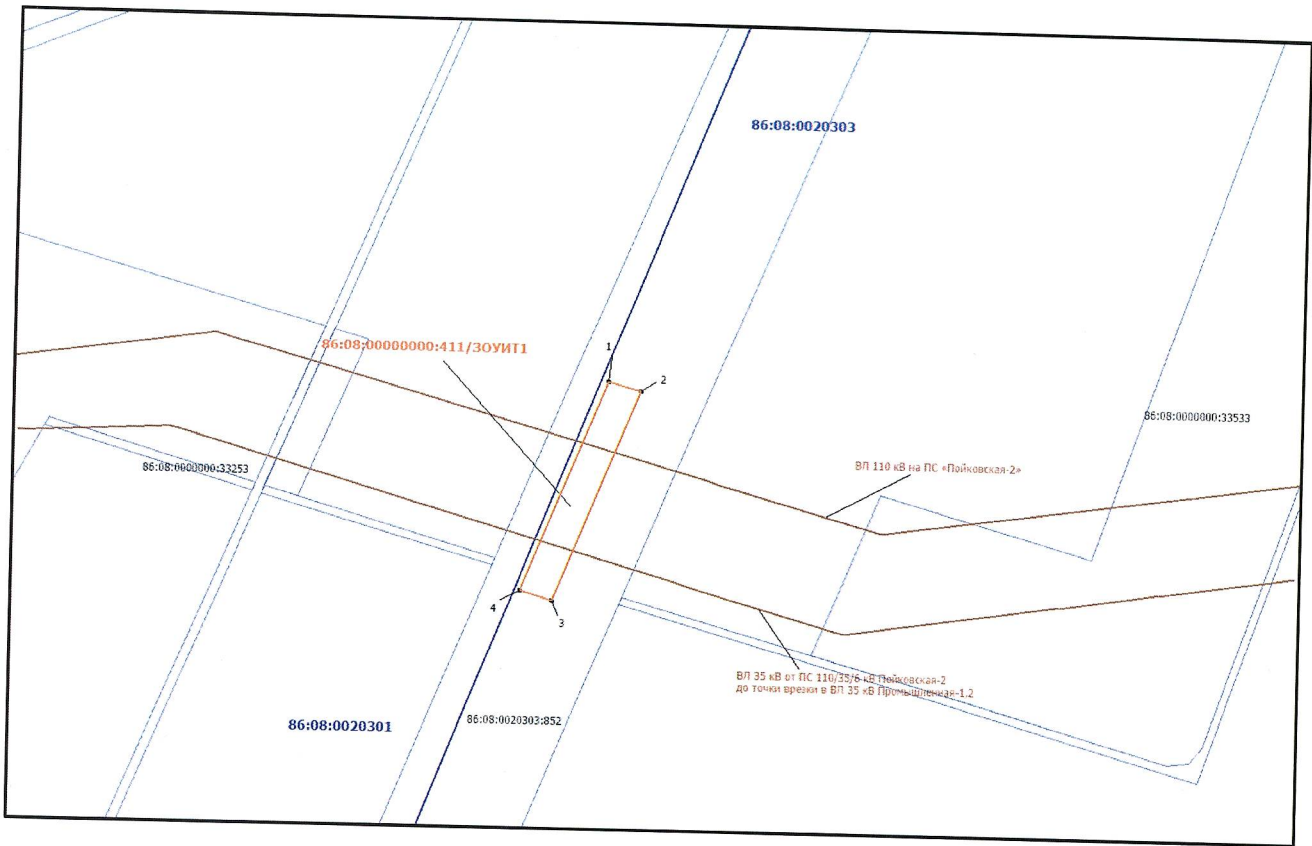 86:08:0020303
86:08:00000000:411/ЗОУИТ1
1
2
86:08:0000000:33533
86:08:0000000:33253
ВЛ 110 кВ на ПС «Пойковская-2»
4
3
ВЛ 35 кВ от ПС 110/35/6 кВ Пойковская-2
до точки врезки в ВЛ 35 кВ Промышленная-1,2
86:08:0020301
86:08:0020303:852